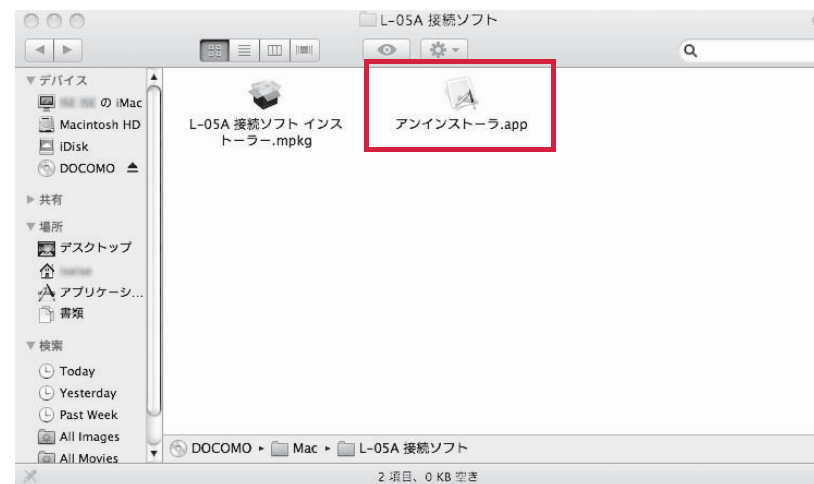 L-05A 接続ソフト
デバイス
の iMac
Macintosh HD
iDisk
DOCOMO
共有
場所
デスクトップ
アプリケーシ...
書類
検索
Today
Yesterday
Past Week
All Images
All Movies
L-05A 接続ソフト インス
トーラー.mpkg
アンインストーラ.app
DOCOMO ▸ Mac ▸ L-05A 接続ソフト
2 項目、0 KB 空き